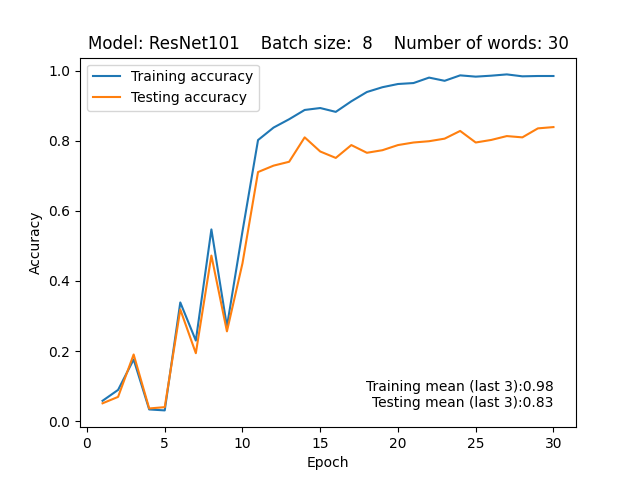 Model: ResNet101    Batch size:  8    Number of words: 30
Training accuracy
Testing accuracy
Accuracy
1.0
0.8
0.6
0.4
0.2
0.0
Training mean (last 3):0.98
Testing mean (last 3):0.83
0 5 10 15 20 25 30
Epoch